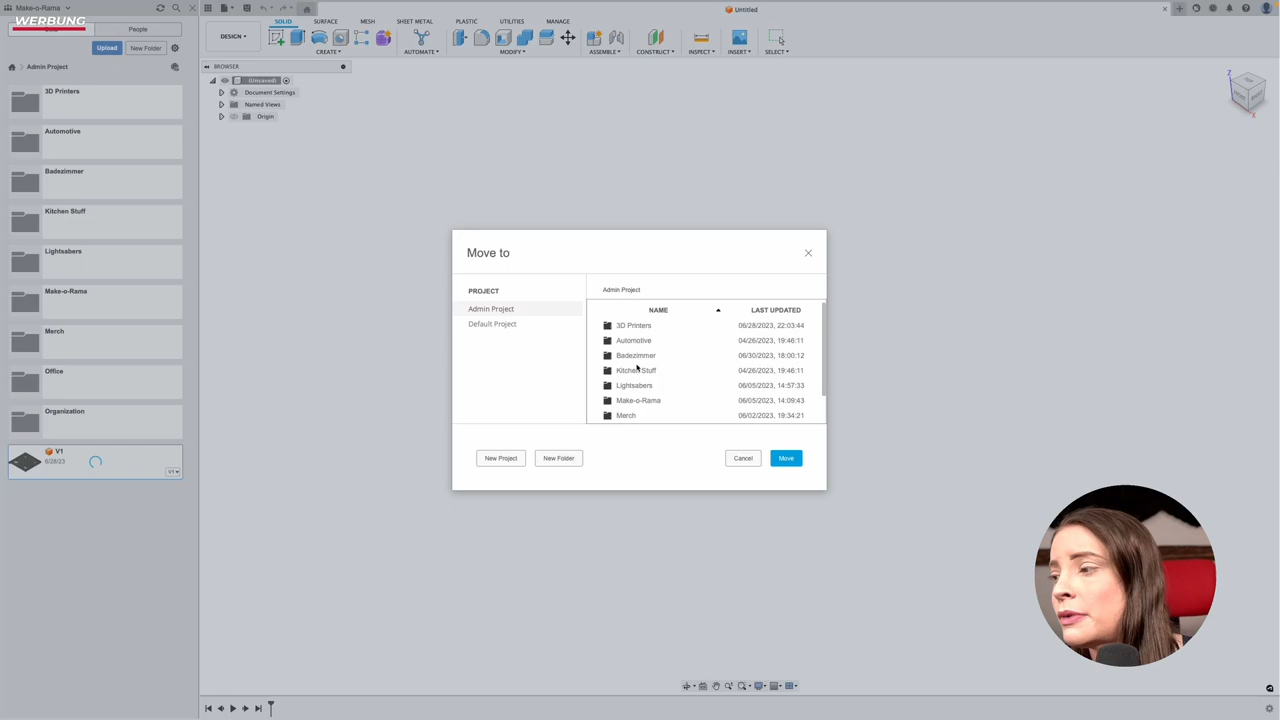 Make-o-Rama
WERBUNG
People
Upload
New Folder
Admin Project
3D Printers
Automotive
Badezimmer
Kitchen Stuff
Lightsabers
Make-o-Rama
Merch
Office
Organization
V1
6/28/23
V1
Untitled
SOLID
SURFACE
MESH
SHEET METAL
PLASTIC
UTILITIES
MANAGE
DESIGN
CREATE
AUTOMATE
MODIFY
ASSEMBLE
CONSTRUCT
INSPECT
INSERT
SELECT
BROWSER
(Unsaved)
Document Settings
Named Views
Origin
Z
X
Move to
PROJECT
Admin Project
Default Project
Admin Project
NAME LAST UPDATED
3D Printers 06/28/2023, 22:03:44
Automotive 04/26/2023, 19:46:11
Badezimmer 06/30/2023, 18:00:12
Kitchen Stuff 04/26/2023, 19:46:11
Lightsabers 06/05/2023, 14:57:33
Make-o-Rama 06/05/2023, 14:09:43
Merch 06/02/2023, 19:34:21
New Project
New Folder
Cancel
Move